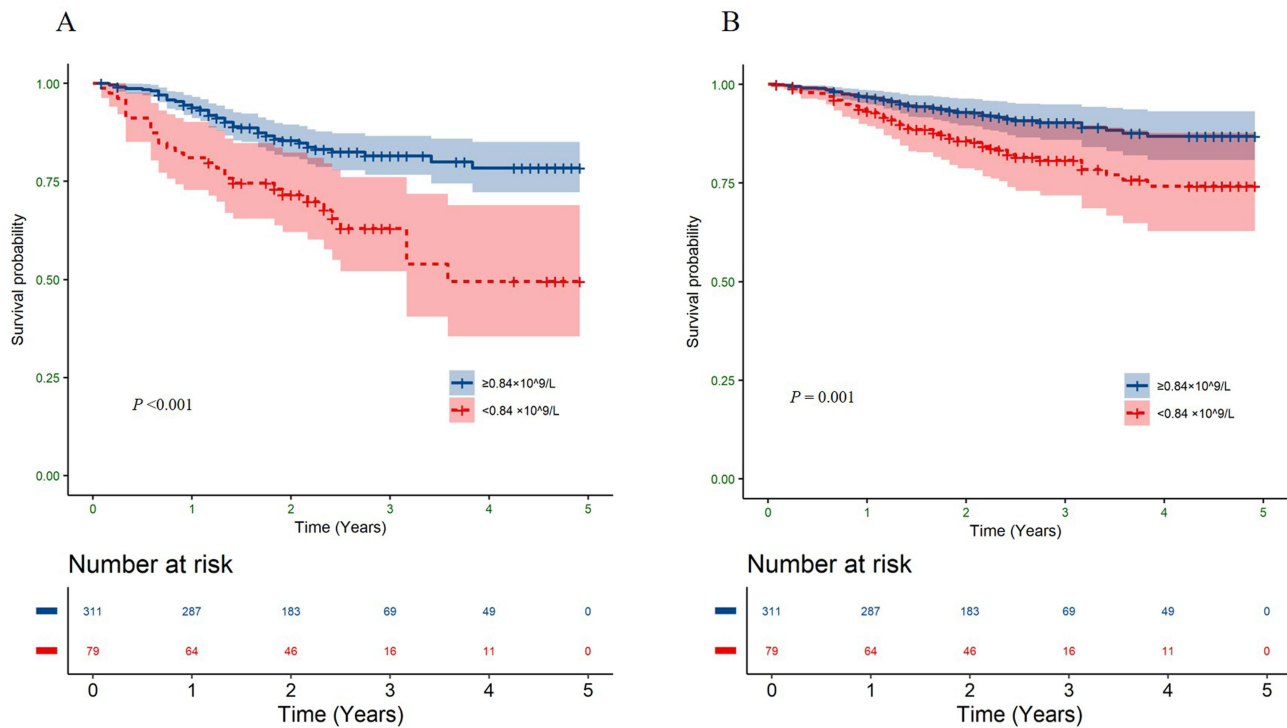 A
1.00
0.75
0.50
0.25
0.00
Survival probability
P <0.001
≥0.84×10^9/L
<0.84 ×10^9/L
0 1 2 3 4 5
Time (Years)
Number at risk
311 287 183 69 49 0
79 64 46 16 11 0
0 1 2 3 4 5
Time (Years)
B
1.00
0.75
0.50
0.25
0.00
Survival probability
P = 0.001
≥0.84×10^9/L
<0.84 ×10^9/L
0 1 2 3 4 5
Time (Years)
Number at risk
311 287 183 69 49 0
79 64 46 16 11 0
0 1 2 3 4 5
Time (Years)